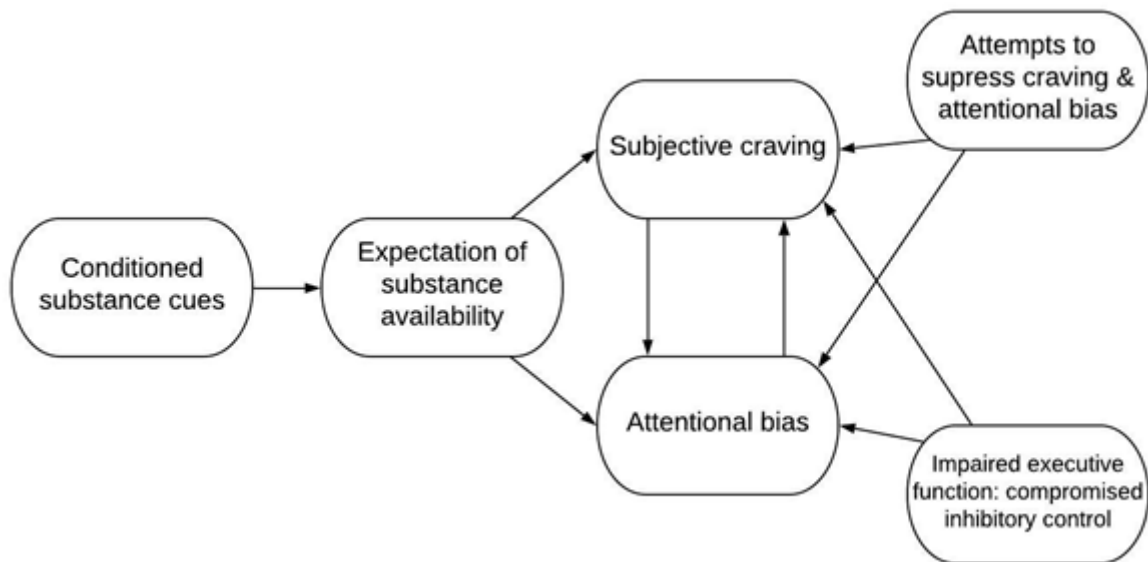 Conditioned
substance cues
Expectation of
substance
availability
Subjective craving
Attentional bias
Attempts to
supress craving &
attentional bias
Impaired executive
function: compromised
inhibitory control